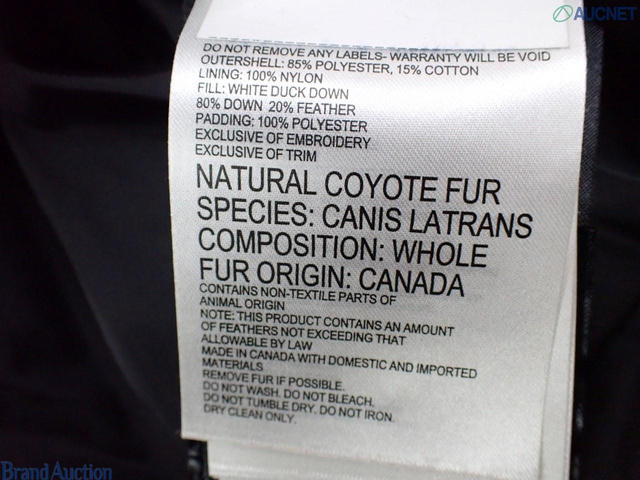 AUCNET
DO NOT REMOVE ANY LABELS- WARRANTY WILL BE VOID
OUTERSHELL: 85% POLYESTER, 15% COTTON
LINING: 100% NYLON
FILL: WHITE DUCK DOWN
80% DOWN 20% FEATHER
PADDING: 100% POLYESTER
EXCLUSIVE OF EMBROIDERY
EXCLUSIVE OF TRIM
NATURAL COYOTE FUR
SPECIES: CANIS LATRANS
COMPOSITION: WHOLE
FUR ORIGIN: CANADA
CONTAINS NON-TEXTILE PARTS OF
ANIMAL ORIGIN
NOTE: THIS PRODUCT CONTAINS AN AMOUNT
OF FEATHERS NOT EXCEEDING THAT
ALLOWABLE BY LAW
MADE IN CANADA WITH DOMESTIC AND IMPORTED
MATERIALS
REMOVE FUR IF POSSIBLE.
DO NOT WASH. DO NOT BLEACH.
DO NOT TUMBLE DRY. DO NOT IRON.
DRY CLEAN ONLY.
Brand Auction